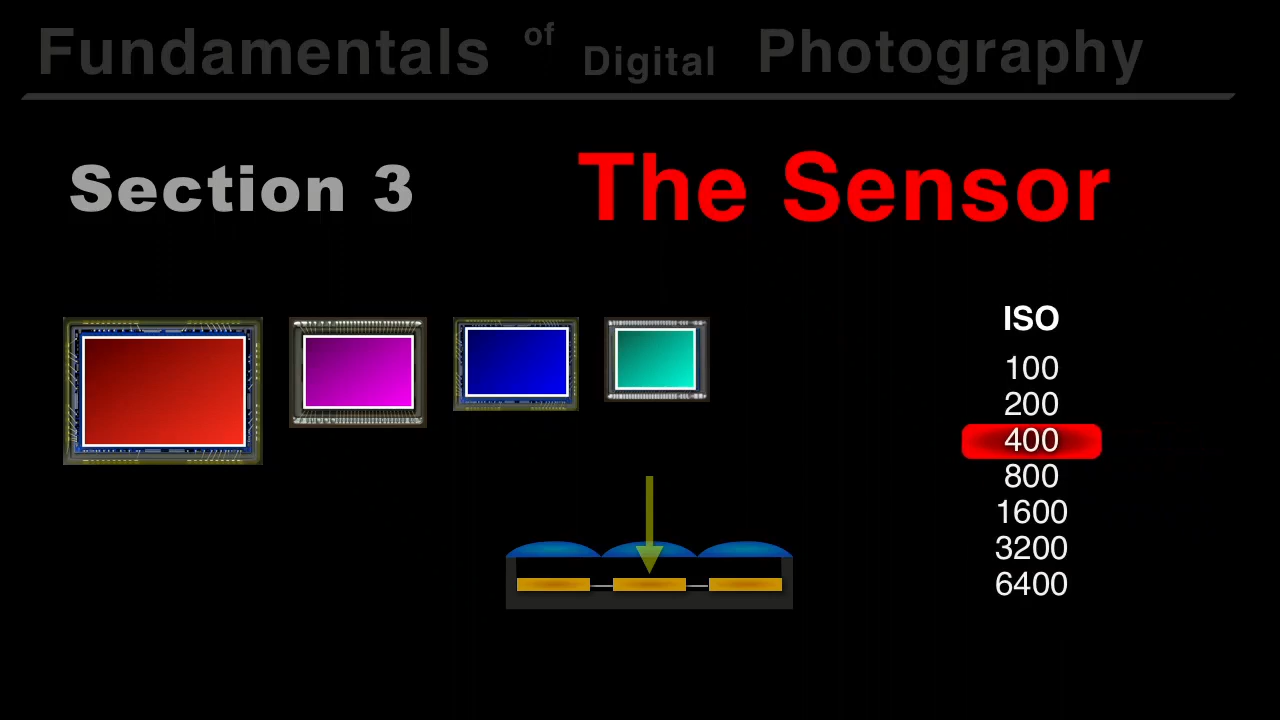 Fundamentals of Digital Photography
Section 3
The Sensor
ISO
100
200
400
800
1600
3200
6400